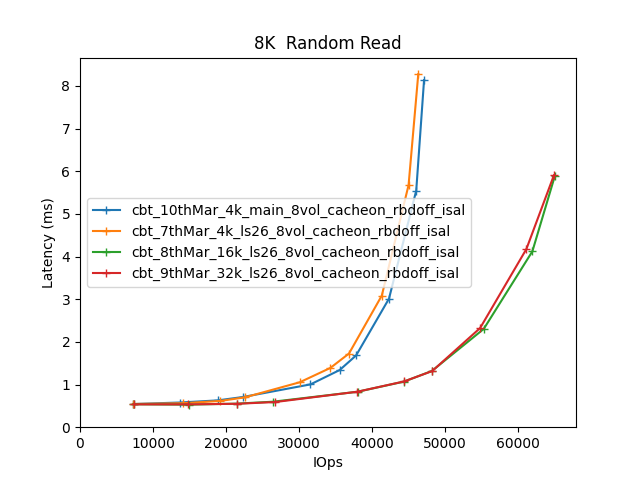 8K  Random Read
Latency (ms)
8
7
6
5
4
3
2
1
0
cbt_10thMar_4k_main_8vol_cacheon_rbdoff_isal
cbt_7thMar_4k_ls26_8vol_cacheon_rbdoff_isal
cbt_8thMar_16k_ls26_8vol_cacheon_rbdoff_isal
cbt_9thMar_32k_ls26_8vol_cacheon_rbdoff_isal
0 10000 20000 30000 40000 50000 60000
IOps